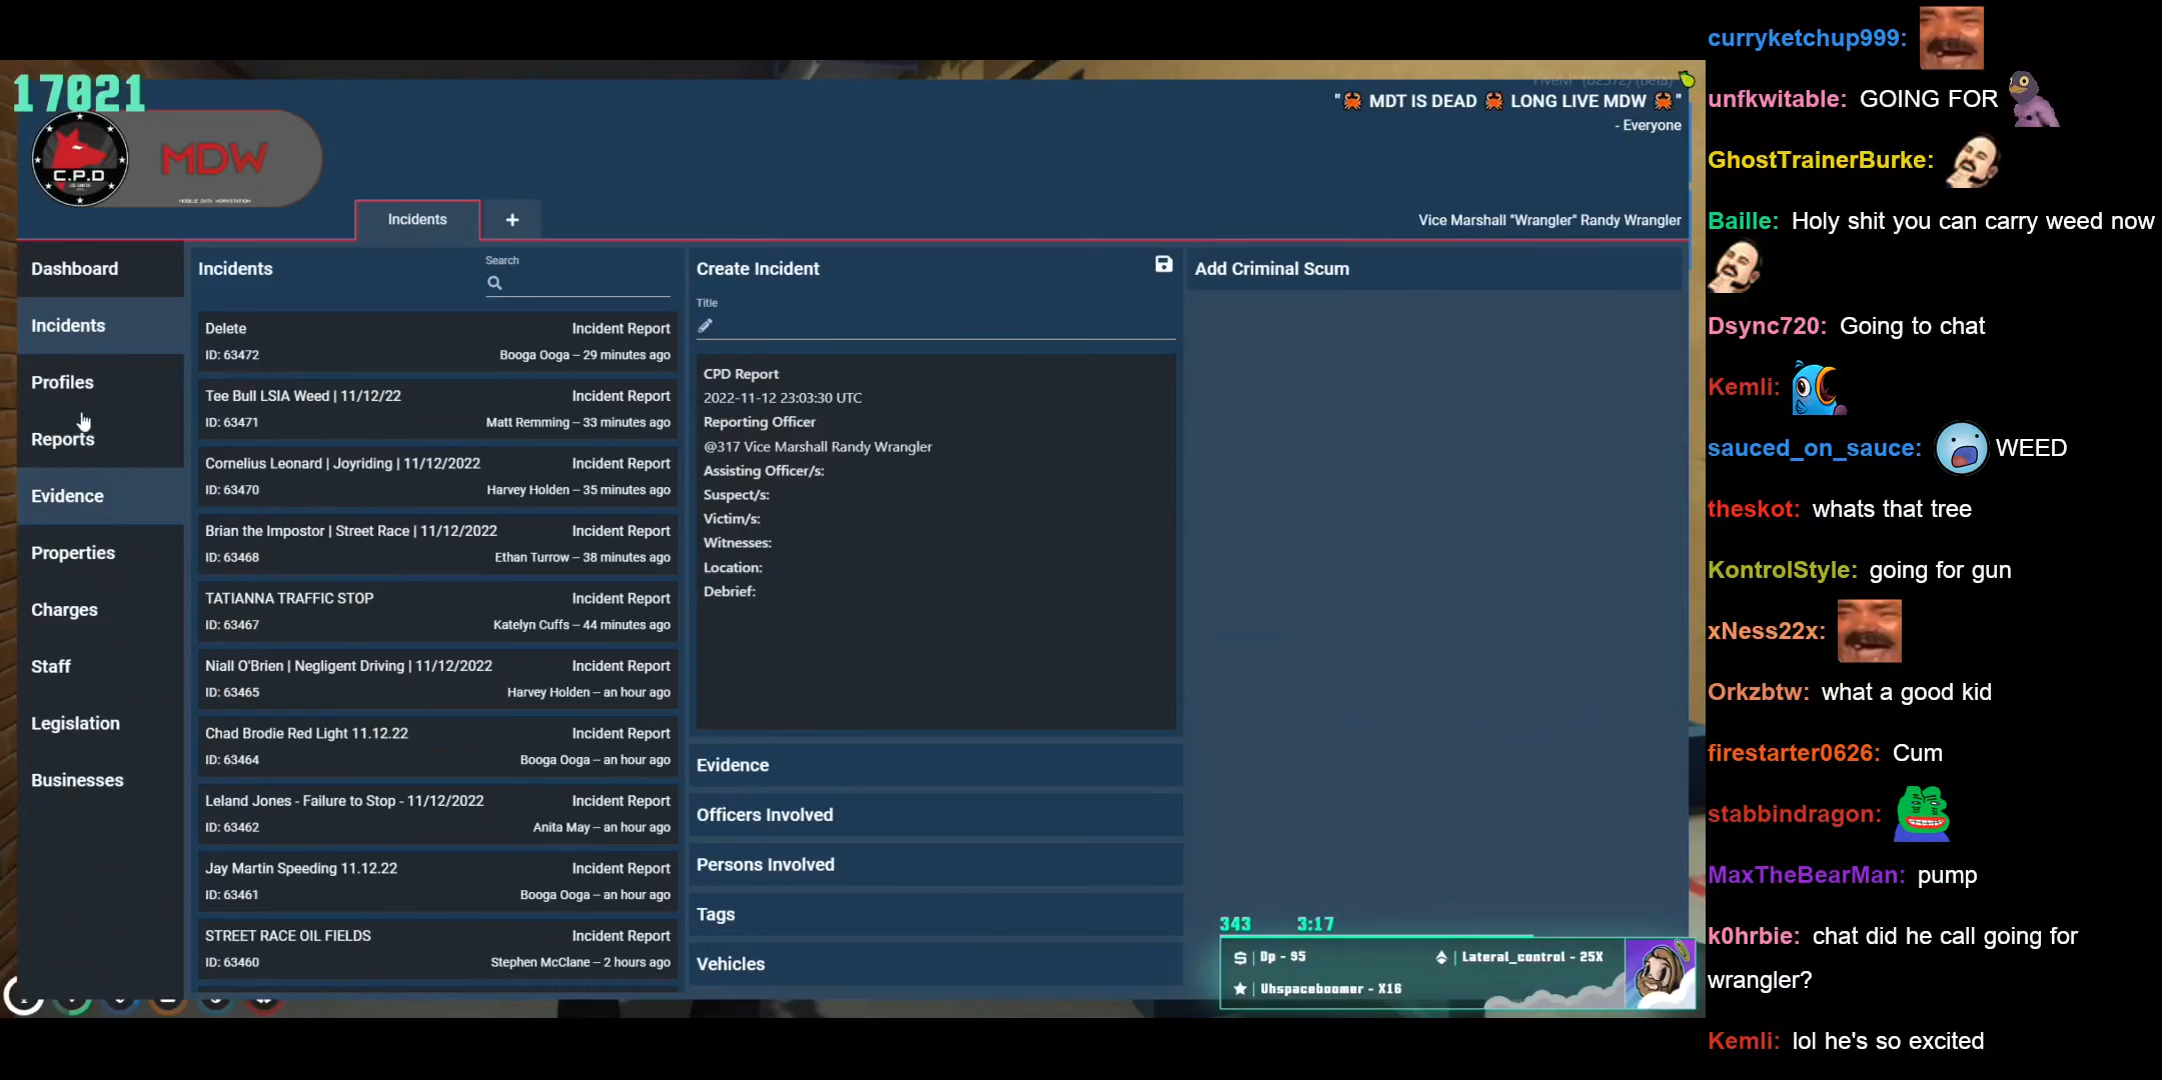 17021
C.P.D
MDW
MOBILE DATA WORKSTATION
" MDT IS DEAD LONG LIVE MDW "
- Everyone
Incidents
+
Vice Marshall "Wrangler" Randy Wrangler
Dashboard
Incidents
Profiles
Reports
Evidence
Properties
Charges
Staff
Legislation
Businesses
Incidents
Search
Delete Incident Report
ID: 63472 Booga Ooga – 29 minutes ago
Tee Bull LSIA Weed | 11/12/22 Incident Report
ID: 63471 Matt Remming – 33 minutes ago
Cornelius Leonard | Joyriding | 11/12/2022 Incident Report
ID: 63470 Harvey Holden – 35 minutes ago
Brian the Impostor | Street Race | 11/12/2022 Incident Report
ID: 63468 Ethan Turrow – 38 minutes ago
TATIANNA TRAFFIC STOP Incident Report
ID: 63467 Katelyn Cuffs – 44 minutes ago
Niall O'Brien | Negligent Driving | 11/12/2022 Incident Report
ID: 63465 Harvey Holden – an hour ago
Chad Brodie Red Light 11.12.22 Incident Report
ID: 63464 Booga Ooga – an hour ago
Leland Jones - Failure to Stop - 11/12/2022 Incident Report
ID: 63462 Anita May – an hour ago
Jay Martin Speeding 11.12.22 Incident Report
ID: 63461 Booga Ooga – an hour ago
STREET RACE OIL FIELDS Incident Report
ID: 63460 Stephen McClane – 2 hours ago
Create Incident
Title
CPD Report
2022-11-12 23:03:30 UTC
Reporting Officer
@317 Vice Marshall Randy Wrangler
Assisting Officer/s:
Suspect/s:
Victim/s:
Witnesses:
Location:
Debrief:
Evidence
Officers Involved
Persons Involved
Tags
Vehicles
Add Criminal Scum
343 3:17
Dp - 95
Lateral_control - 25X
Uhspaceboomer - X16
curryketchup999:
unfkwitable: GOING FOR
GhostTrainerBurke:
Baille: Holy shit you can carry weed now
Dsync720: Going to chat
Kemli:
sauced_on_sauce: WEED
theskot: whats that tree
KontrolStyle: going for gun
xNess22x:
Orkzbtw: what a good kid
firestarter0626: Cum
stabbindragon:
MaxTheBearMan: pump
k0hrbie: chat did he call going for
wrangler?
Kemli: lol he's so excited